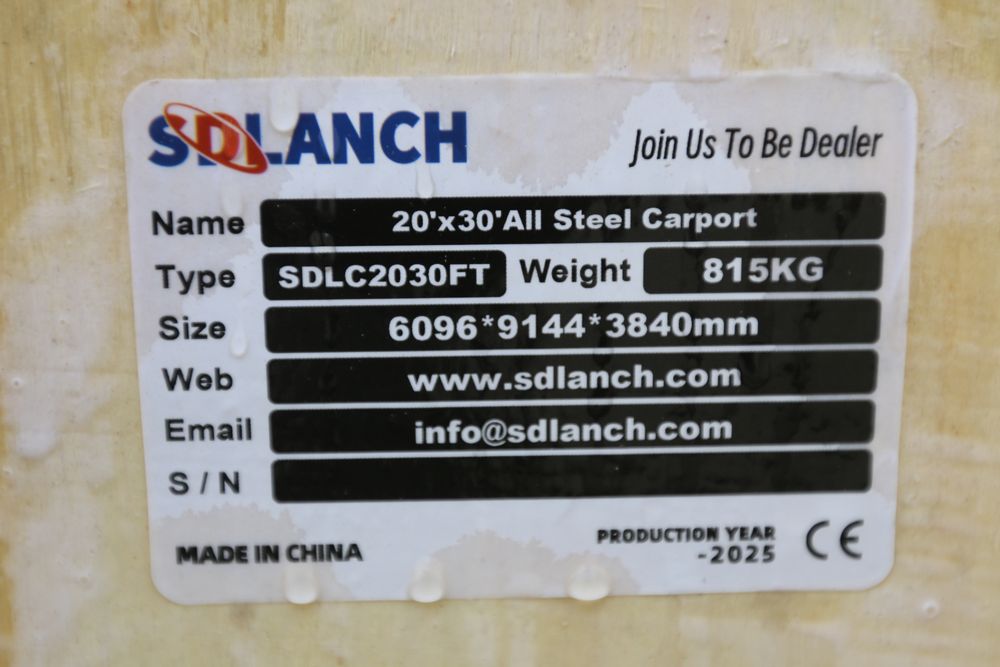 SDLANCH
Join Us To Be Dealer
Name 20'x30'All Steel Carport
Type SDLC2030FT Weight 815KG
Size 6096*9144*3840mm
Web www.sdlanch.com
Email info@sdlanch.com
S / N
MADE IN CHINA
PRODUCTION YEAR
-2025
CE